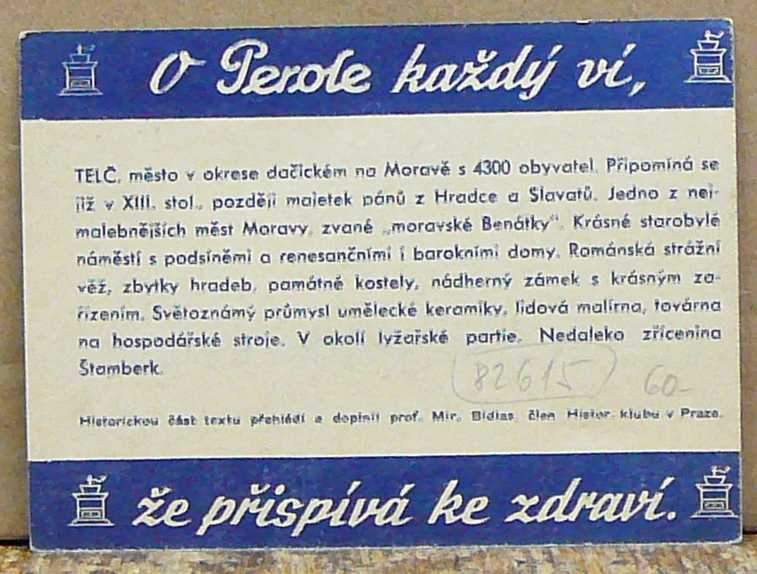 O Perole každý ví,
TELČ, město v okrese dačickém na Moravě s 4300 obyvatel. Připomíná se
již v XIII. stol., později majetek pánů z Hradce a Slavatů. Jedno z nej-
malebnějších měst Moravy, zvané „moravské Benátky“. Krásné starobylé
náměstí s podsíněmi a renesančními i barokními domy. Románská strážní
věž, zbytky hradeb, památné kostely, nádherný zámek s krásným za-
řízením. Světoznámý průmysl umělecké keramiky, lidová malírna, továrna
na hospodářské stroje. V okolí lyžařské partie. Nedaleko zřícenina
Štamberk.
82615 60-
Historickou část textu přehlédl a doplnil prof. Mir. Bidlas, člen Histor. klubu v Praze.
že přispívá ke zdraví.